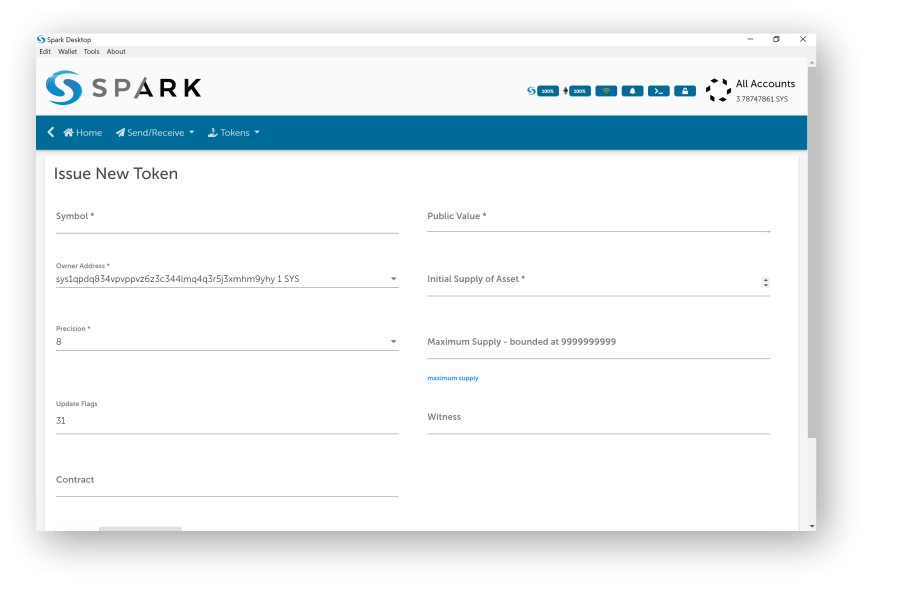 Spark Desktop
Edit Wallet Tools About
SPARK
100% 100% >_ All Accounts
3.78747861 SYS
Home Send/Receive Tokens
Issue New Token
Symbol * Public Value *
Owner Address *
sys1qpdq834vpvppvz6z3c344lmq4q3r5j3xmhm9yhy 1 SYS Initial Supply of Asset *
Precision *
8 Maximum Supply - bounded at 9999999999
maximum supply
Update Flags
31 Witness
Contract